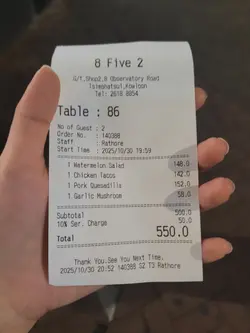 8 Five 2
G/f,Shop2,8 Observatory Road
Tsimshatsui,Kowloon
Tel: 2618 8854
Table : 86
No of Guest : 2
Order No. : 140388
Staff : Rathore
Start Time : 2025/10/30 19:59
1 Watermelon Salad 148.0
1 Chicken Tacos 142.0
1 Pork Quesadilla 152.0
1 Garlic Mushroom 58.0
Subtotal 500.0
10% Ser. Charge 50.0
Total 550.0
Thank You.See You Next Time.
2025/10/30 20:52 140388 G2 T3 Rathore